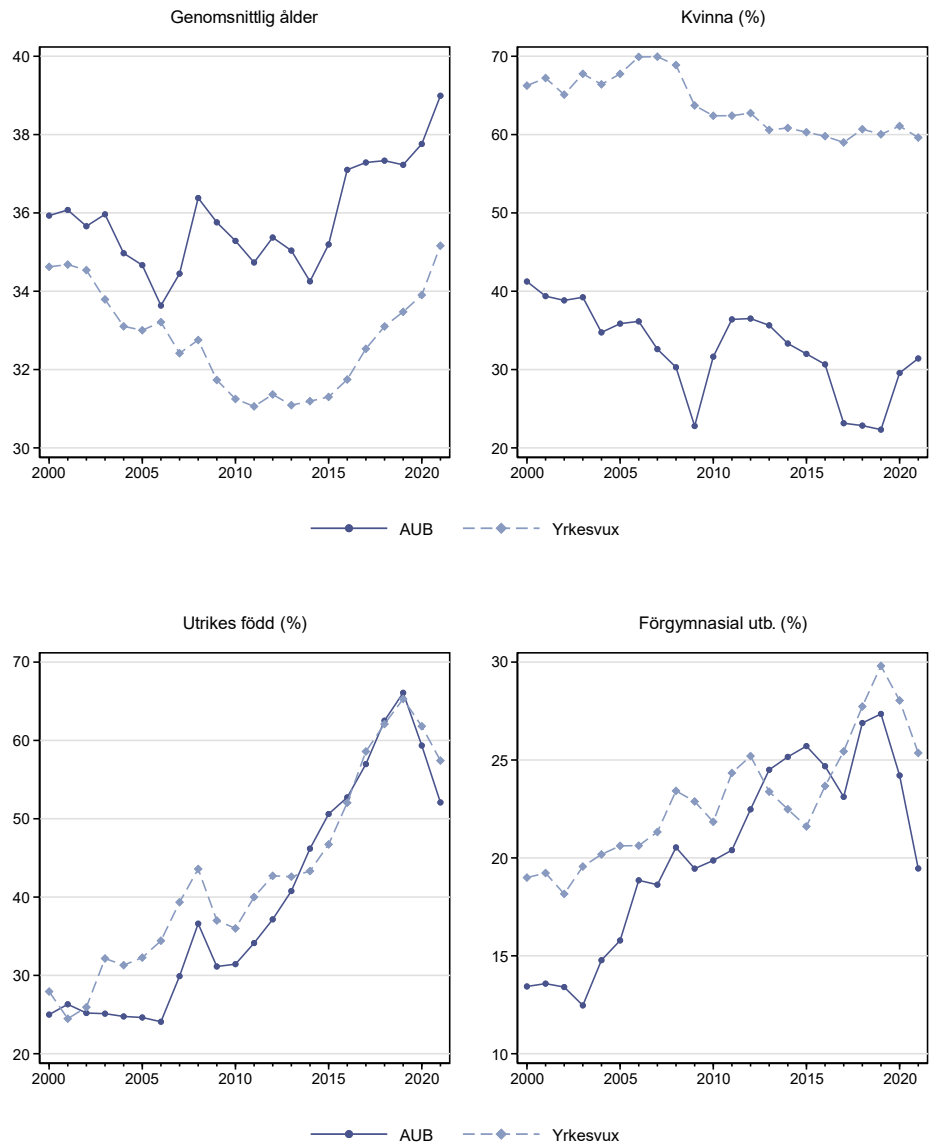 Genomsnittlig ålder
40
38
36
34
32
30
2000 2005 2010 2015 2020
Kvinna (%)
70
60
50
40
30
20
2000 2005 2010 2015 2020
AUB Yrkesvux
Utrikes född (%)
70
60
50
40
30
20
2000 2005 2010 2015 2020
Förgymnasial utb. (%)
30
25
20
15
10
2000 2005 2010 2015 2020
AUB Yrkesvux